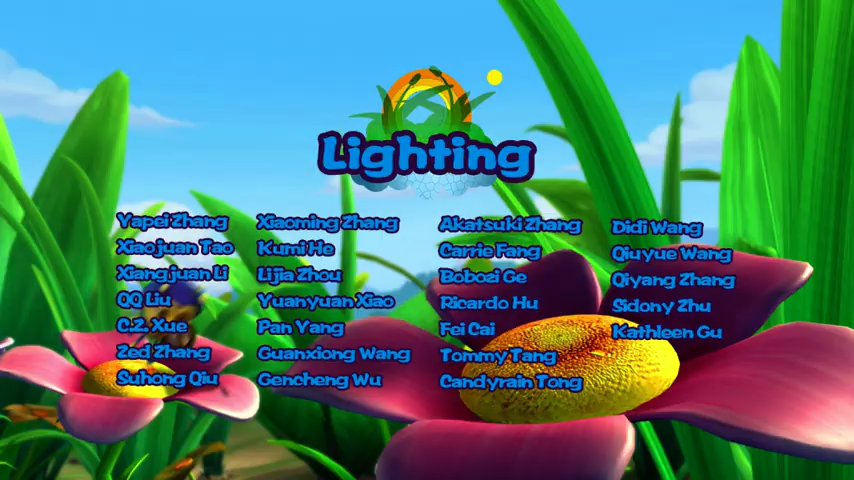 Lighting
Yapei Zhang
Xiaojuan Tao
Xiangjuan Li
QQ Liu
C.Z. Xue
Zed Zhang
Suhong Qiu
Xiaoming Zhang
Kumi He
Lijia Zhou
Yuanyuan Xiao
Pan Yang
Guanxiong Wang
Gencheng Wu
Akatsuki Zhang
Carrie Fang
Bobozi Ge
Ricardo Hu
Fei Cai
Tommy Tang
Candyrain Tong
Didi Wang
Qiuyue Wang
Qiyang Zhang
Sidony Zhu
Kathleen Gu